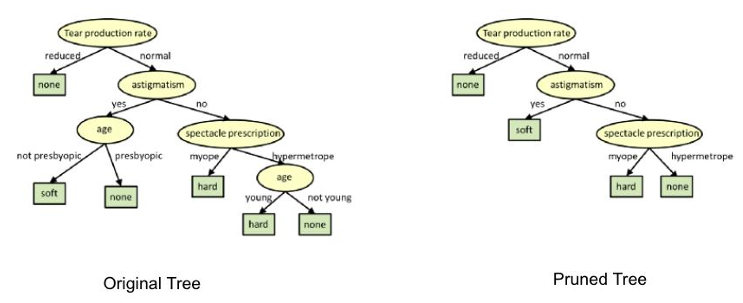 Tear production rate
reduced normal
none
astigmatism
yes no
age
spectacle prescription
not presbyopic presbyopic
myope hypermetrope
soft
none
hard
age
young not young
hard
none
Original Tree
Tear production rate
reduced normal
none
astigmatism
yes no
soft
spectacle prescription
myope hypermetrope
hard
none
Pruned Tree